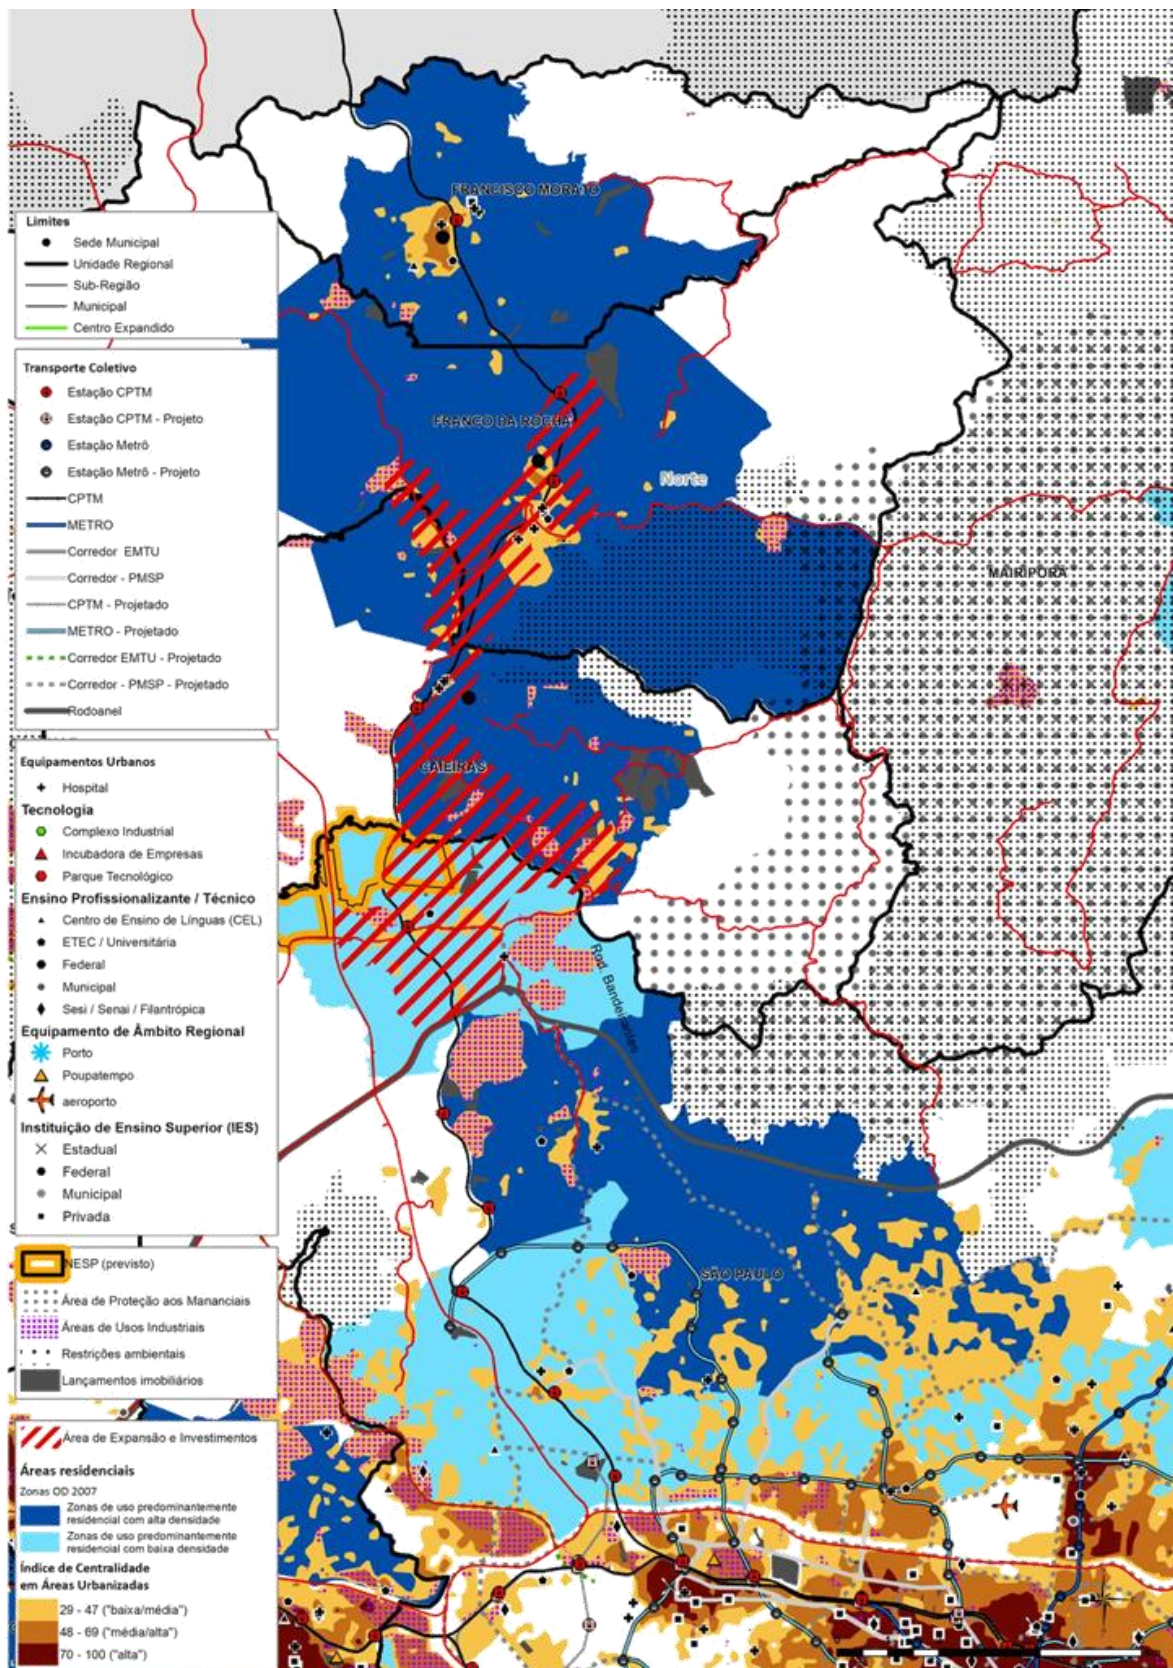 FRANCISCO MORATO
Limites
Sede Municipal
Unidade Regional
Sub-Região
Municipal
Centro Expandido
Transporte Coletivo
Estação CPTM
Estação CPTM - Projeto
Estação Metrô
Estação Metrô - Projeto
CPTM
METRO
Corredor EMTU
Corredor - PMSP
CPTM - Projetado
METRO - Projetado
Corredor EMTU - Projetado
Corredor - PMSP - Projetado
Rodoanel
FRANCO DA ROCHA
Norte
MAIRIPORÃ
CAIEIRAS
Equipamentos Urbanos
Hospital
Tecnologia
Complexo Industrial
Incubadora de Empresas
Parque Tecnológico
Ensino Profissionalizante / Técnico
Centro de Ensino de Línguas (CEL)
ETEC / Universitária
Federal
Municipal
Sesi / Senai / Filantrópica
Equipamento de Âmbito Regional
Porto
Poupatempo
aeroporto
Instituição de Ensino Superior (IES)
Estadual
Federal
Municipal
Privada
Rod. Bandeirantes
SÃO PAULO
NESP (previsto)
Área de Proteção aos Mananciais
Áreas de Usos Industriais
Restrições ambientais
Lançamentos imobiliários
Área de Expansão e Investimentos
Áreas residenciais
Zonas OD 2007
Zonas de uso predominantemente
residencial com alta densidade
Zonas de uso predominantemente
residencial com baixa densidade
Índice de Centralidade
em Áreas Urbanizadas
29 - 47 ("baixa/média")
48 - 69 ("média/alta")
70 - 100 ("alta")